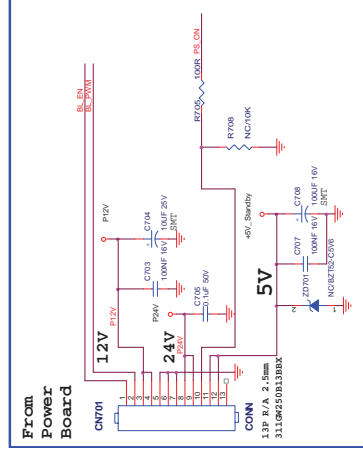 From
Power
Board
BL_EN
BL_PWM
PS_ON
R705 100R
R708
NC/10K
P12V
12V
P12V
C704
10UF 25V
SMT
C703
100NF 16V
P24V
24V
P24V
C705
0.1uF 50V
+5V_Standby
5V
C708
100UF 16V
SMT
C707
100NF 16V
ZD701
NC/BZT52-C5V6
2
1
CN701
1
2
3
4
5
6
7
8
9
10
11
12
13
CONN
13P R/A 2.5mm
311GW250B13BBX